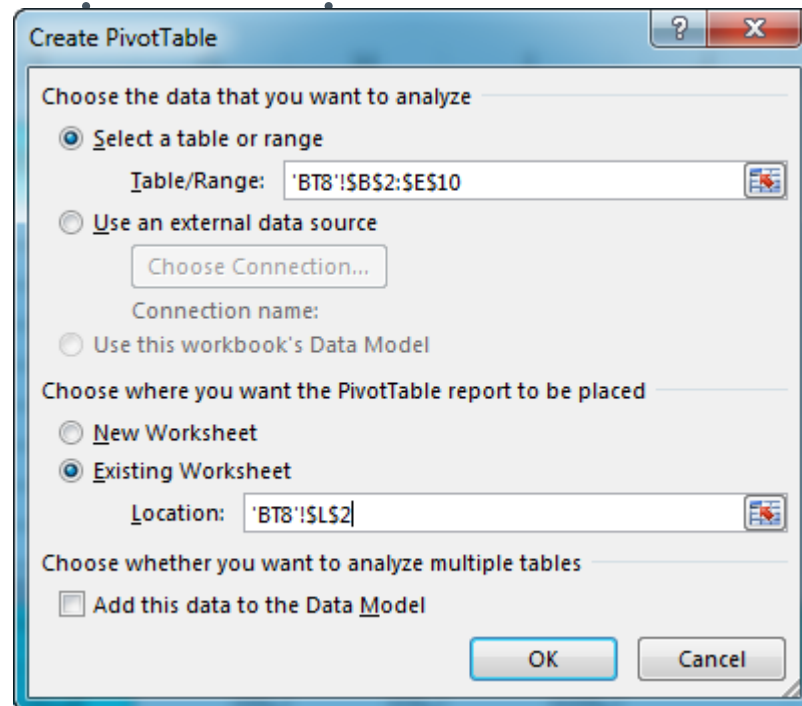 Create PivotTable
?
Choose the data that you want to analyze
Select a table or range
Table/Range: 'BT8'!$B$2:$E$10
Use an external data source
Choose Connection...
Connection name:
Use this workbook's Data Model
Choose where you want the PivotTable report to be placed
New Worksheet
Existing Worksheet
Location: 'BT8'!$L$2
Choose whether you want to analyze multiple tables
Add this data to the Data Model
OK Cancel